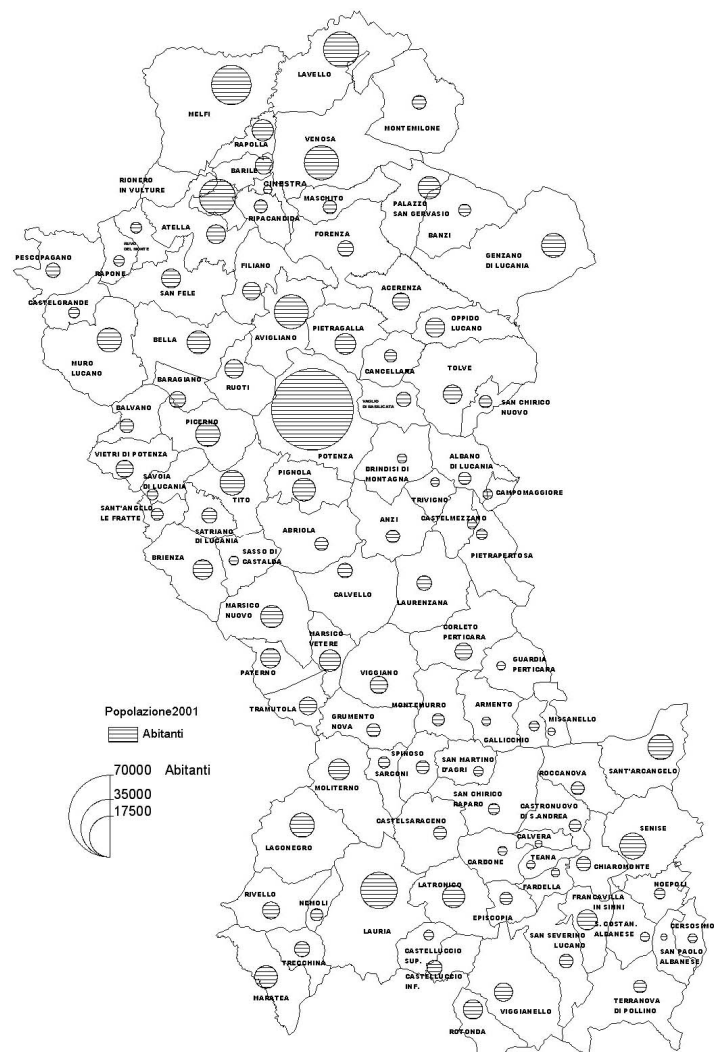 LAVELLO
MELFI
MONTEMILONE
VENOSA
RAPOLLA
BARILE
RIONERO
IN VULTURE
GINESTRA
MASCHITO
PALAZZO
SAN GERVASIO
BANZI
RIPACANDIDA
ATELLA
FORENZA
RUVO
DEL MONTE
GENZANO
DI LUCANIA
PESCOPAGANO
RAPONE
FILIANO
SAN FELE
ACERENZA
CASTELGRANDE
OPPIDO
LUCANO
AVIGLIANO
PIETRAGALLA
BELLA
MURO
LUCANO
CANCELLARA
TOLVE
BARAGIANO
RUOTI
BALVANO
VAGLIO
DI BASILICATA
SAN CHIRICO
NUOVO
PICERNO
VIETRI DI POTENZA
POTENZA
ALBANO
DI LUCANIA
BRINDISI DI
MONTAGNA
PIGNOLA
SAVOIA
DI LUCANIA
TITO
TRIVIGNO
CAMPOMAGGIORE
SANT'ANGELO
LE FRATTE
SATRIANO
DI LUCANIA
ABRIOLA
ANZI
CASTELMEZZANO
PIETRAPERTOSA
BRIENZA
SASSO DI
CASTALDA
CALVELLO
LAURENZANA
MARSICO
NUOVO
MARSICO
VETERE
CORLETO
PERTICARA
GUARDIA
PERTICARA
PATERNO
VIGGIANO
TRAMUTOLA
MONTEMURRO
ARMENTO
GRUMENTO
NOVA
GALLICCHIO
MISSANELLO
Popolazione2001
Abitanti
70000 Abitanti
35000
17500
SPINOSO
SARCONI
MOLITERNO
SAN MARTINO
D'AGRI
ROCCANOVA
SANT'ARCANGELO
SAN CHIRICO
RAPARO
CASTRONUOVO
DI S.ANDREA
CASTELSARACENO
SENISE
LAGONEGRO
CALVERA
CARBONE
TEANA
CHIAROMONTE
FARDELLA
RIVELLO
NEMOLI
LAURIA
LATRONICO
EPISCOPIA
FRANCAVILLA
IN SINNI
NOEPOLI
SAN SEVERINO
LUCANO
S. COSTAN.
ALBANESE
CERSOSIMO
SAN PAOLO
ALBANESE
TRECCHINA
CASTELLUCCIO
SUP.
CASTELLUCCIO
INF.
MARATEA
VIGGIANELLO
TERRANOVA
DI POLLINO
ROTONDA